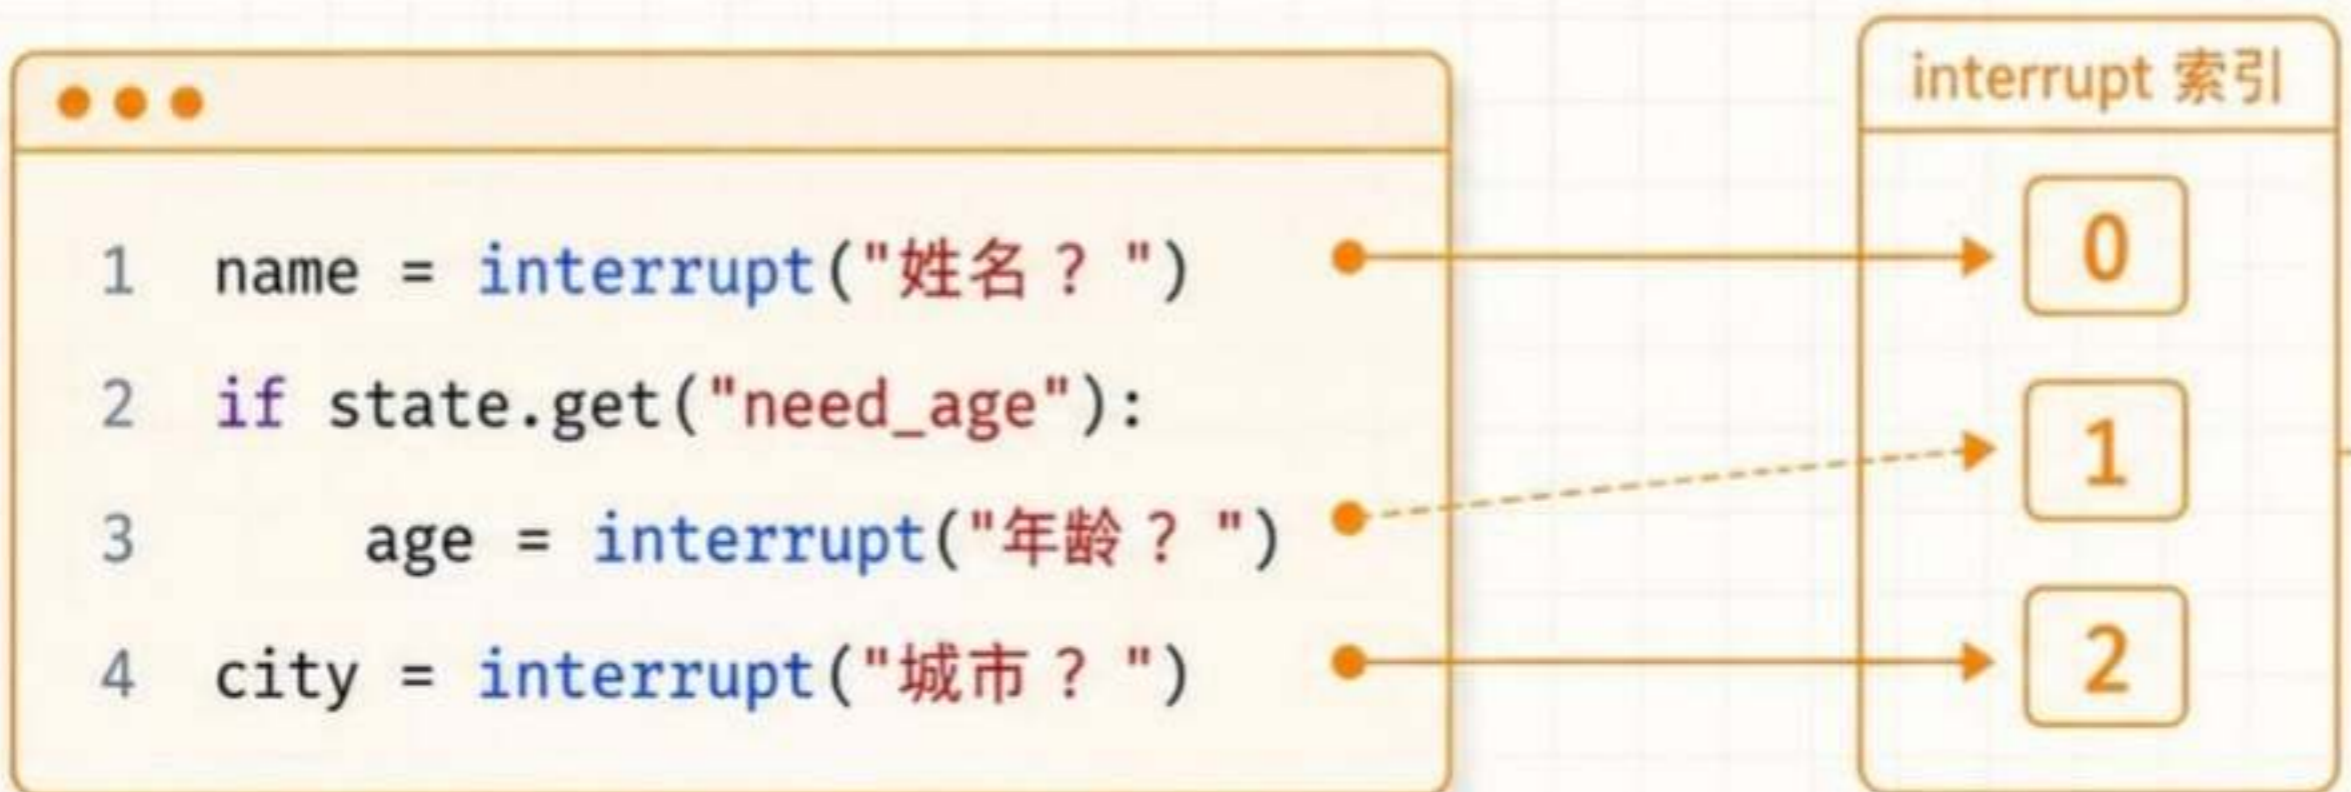 interrupt 索引
1 name = interrupt("姓名？")
0
2 if state.get("need_age"):
3     age = interrupt("年龄？")
1
4 city = interrupt("城市？")
2